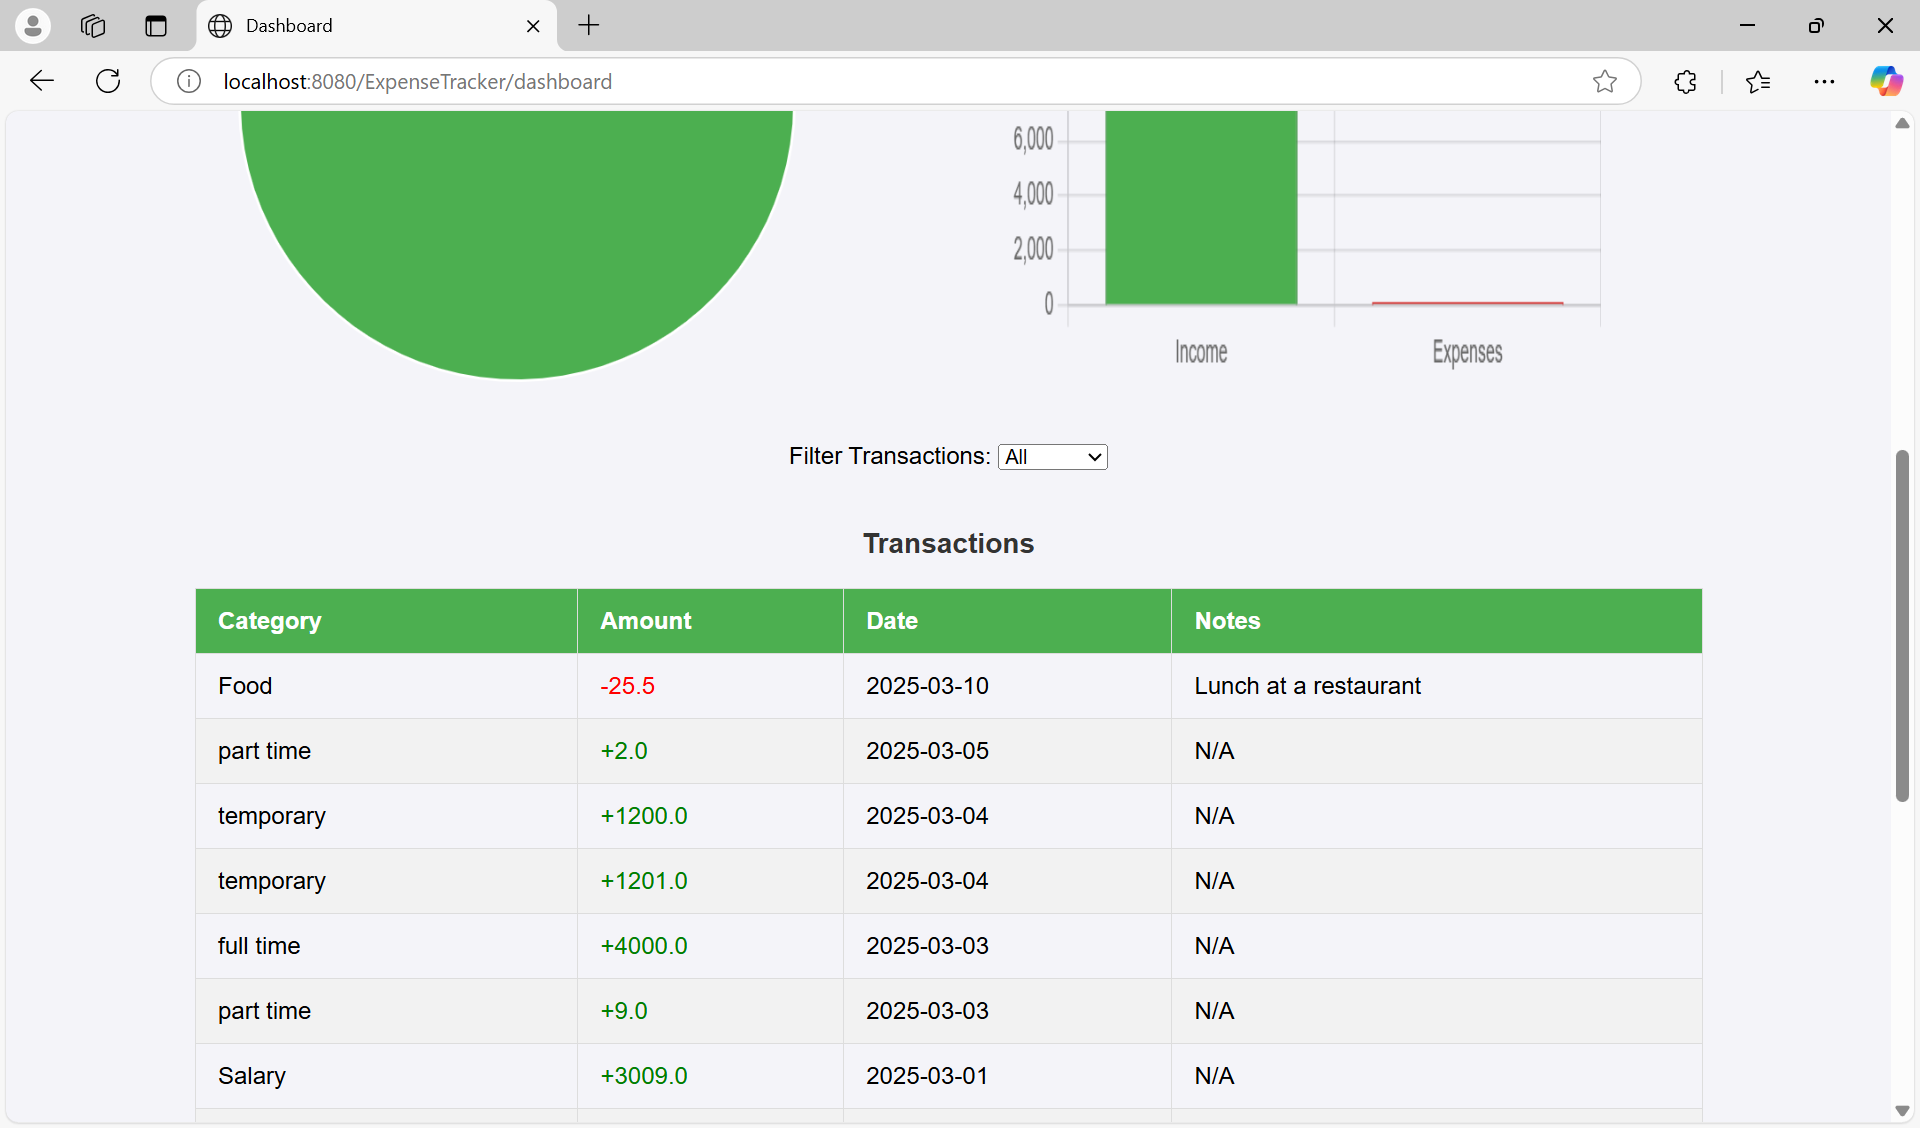 Dashboard
localhost:8080/ExpenseTracker/dashboard
6,000
4,000
2,000
0
Income Expenses
Filter Transactions: All
Transactions
Category Amount Date Notes
Food -25.5 2025-03-10 Lunch at a restaurant
part time +2.0 2025-03-05 N/A
temporary +1200.0 2025-03-04 N/A
temporary +1201.0 2025-03-04 N/A
full time +4000.0 2025-03-03 N/A
part time +9.0 2025-03-03 N/A
Salary +3009.0 2025-03-01 N/A